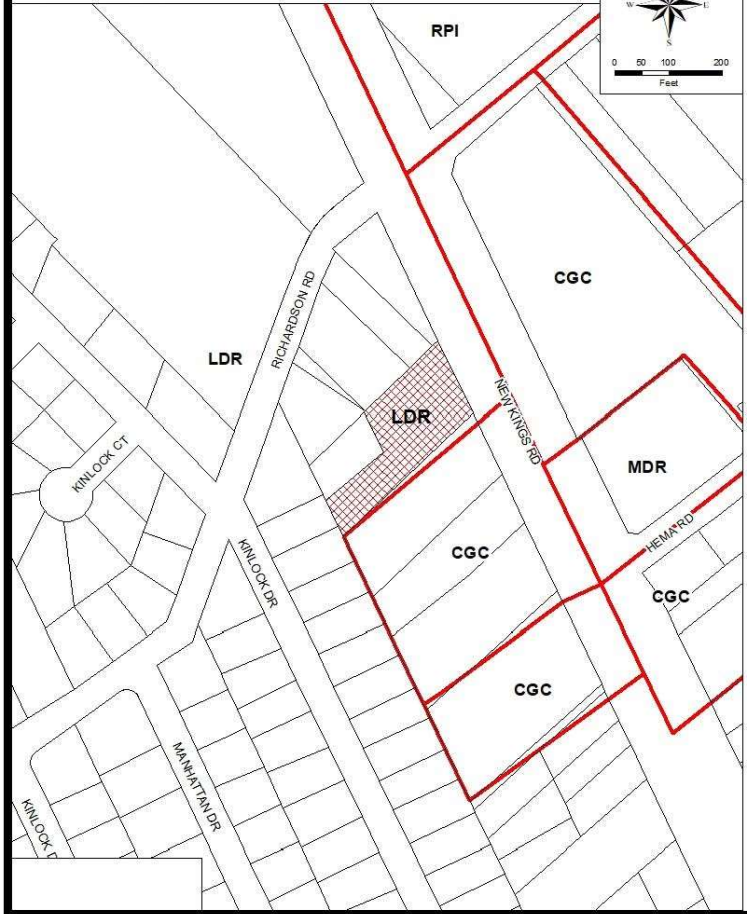 W E
S
0 50 100 200
Feet
RPI
CGC
RICHARDSON RD
LDR
LDR
NEW KINGS RD
KINLOCK CT
MDR
HEMA RD
KINLOCK DR
CGC
CGC
CGC
MANHATTAN DR
KINLOCK